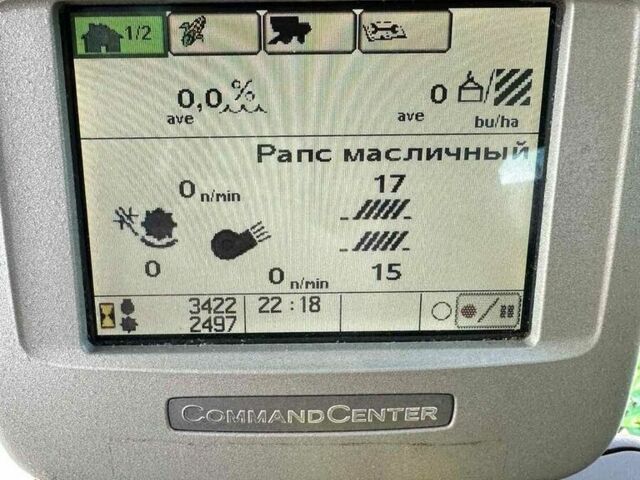 1/2
0,0 %
ave
0
ave
bu/ha
Рапс масличный
0 n/min
17
0
0 n/min
15
3422
2497
22:18
COMMANDCENTER